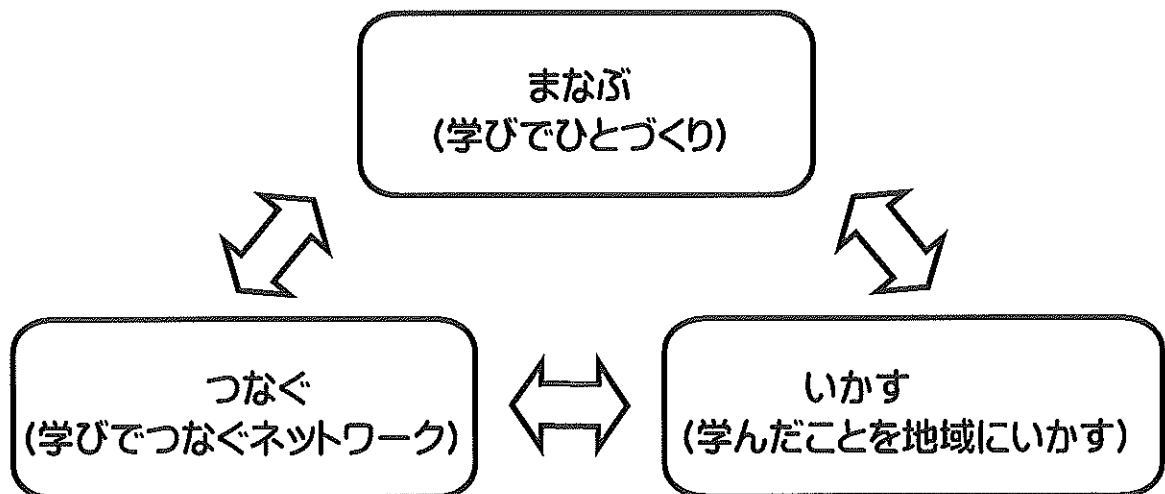 まなぶ
(学びでひとづくり)
つなぐ
(学びでつなぐネットワーク)
いかす
(学んだことを地域にいかす)